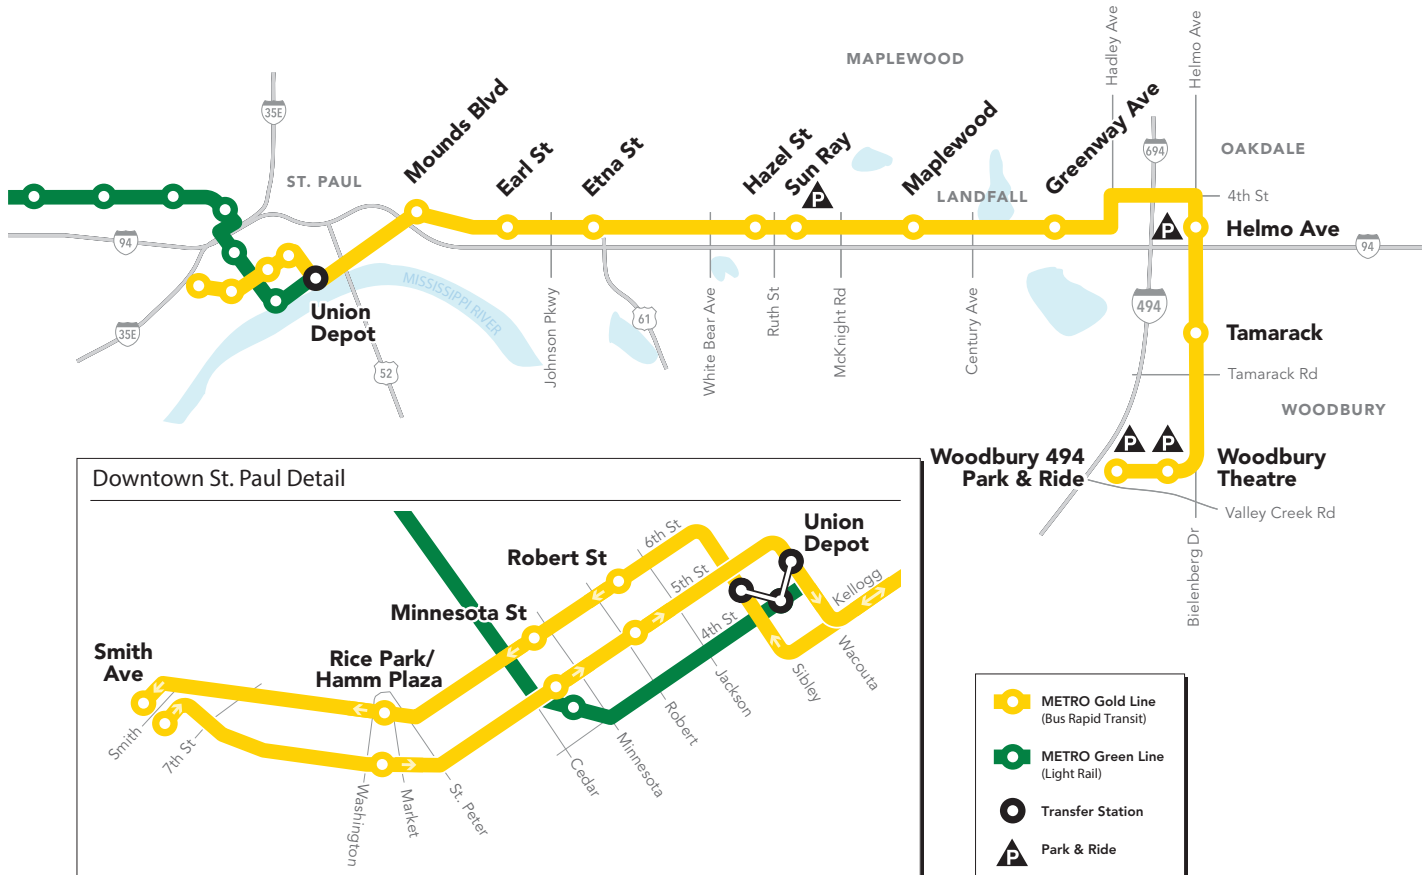 MAPLEWOOD
Hadley Ave
Helmo Ave
35E
Mounds Blvd
Earl St
Etna St
Hazel St
Sun Ray
P
Maplewood
Greenway Ave
694
OAKDALE
ST. PAUL
LANDFALL
4th St
94
P
Helmo Ave
94
MISSISSIPPI RIVER
Union
Depot
35E
52
61
Johnson Pkwy
White Bear Ave
Ruth St
McKnight Rd
Century Ave
494
Tamarack
Tamarack Rd
WOODBURY
P
P
Woodbury 494
Park & Ride
Woodbury
Theatre
Valley Creek Rd
Bielenberg Dr
Downtown St. Paul Detail
Union
Depot
6th St
Robert St
5th St
Kellogg
Minnesota St
4th St
Smith
Ave
Rice Park/
Hamm Plaza
Wacouta
Sibley
Jackson
Robert
Minnesota
Cedar
Smith
7th St
St. Peter
Market
Washington
METRO Gold Line
(Bus Rapid Transit)
METRO Green Line
(Light Rail)
Transfer Station
P
Park & Ride